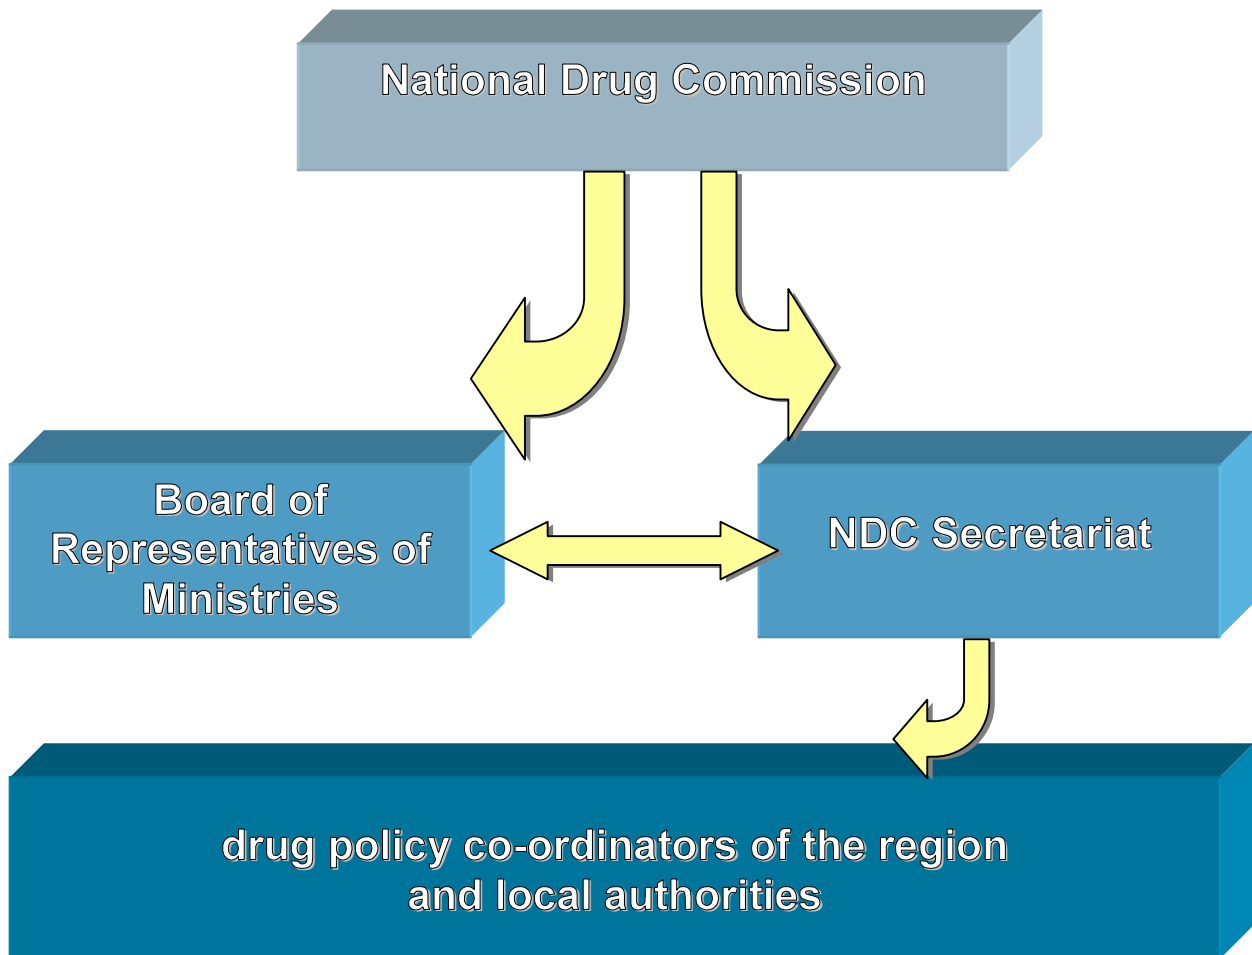 National Drug Commission
Board of
Representatives of
Ministries
NDC Secretariat
drug policy co-ordinators of the region
and local authorities